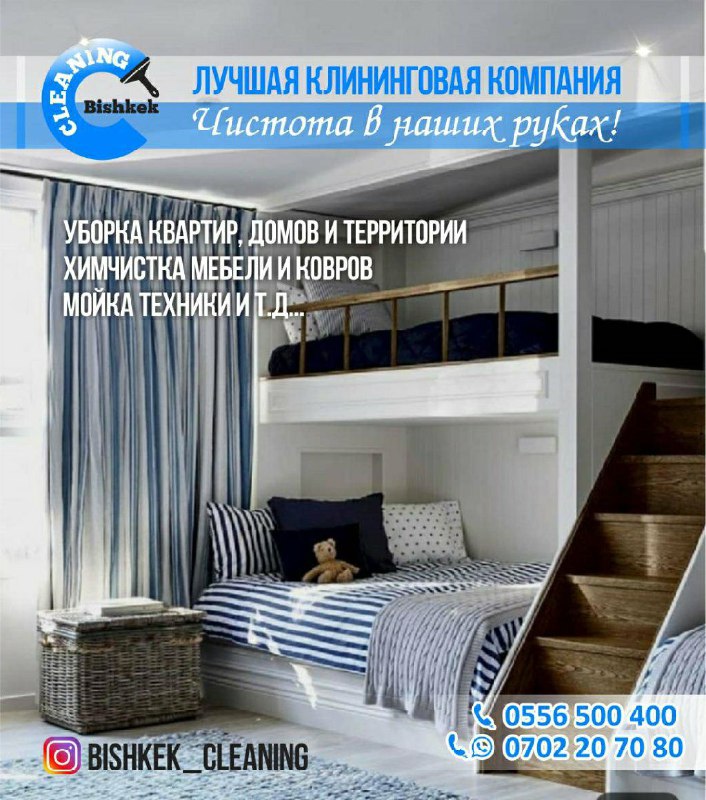 CLEANING
Bishkek
ЛУЧШАЯ КЛИНИНГОВАЯ КОМПАНИЯ
Чистота в наших руках!
УБОРКА КВАРТИР, ДОМОВ И ТЕРРИТОРИИ
ХИМЧИСТКА МЕБЕЛИ И КОВРОВ
МОЙКА ТЕХНИКИ И Т.Д...
0556 500 400
0702 20 70 80
BISHKEK_CLEANING